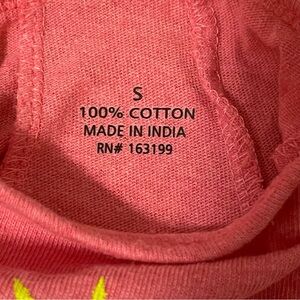 S
100% COTTON
MADE IN INDIA
RN# 163199